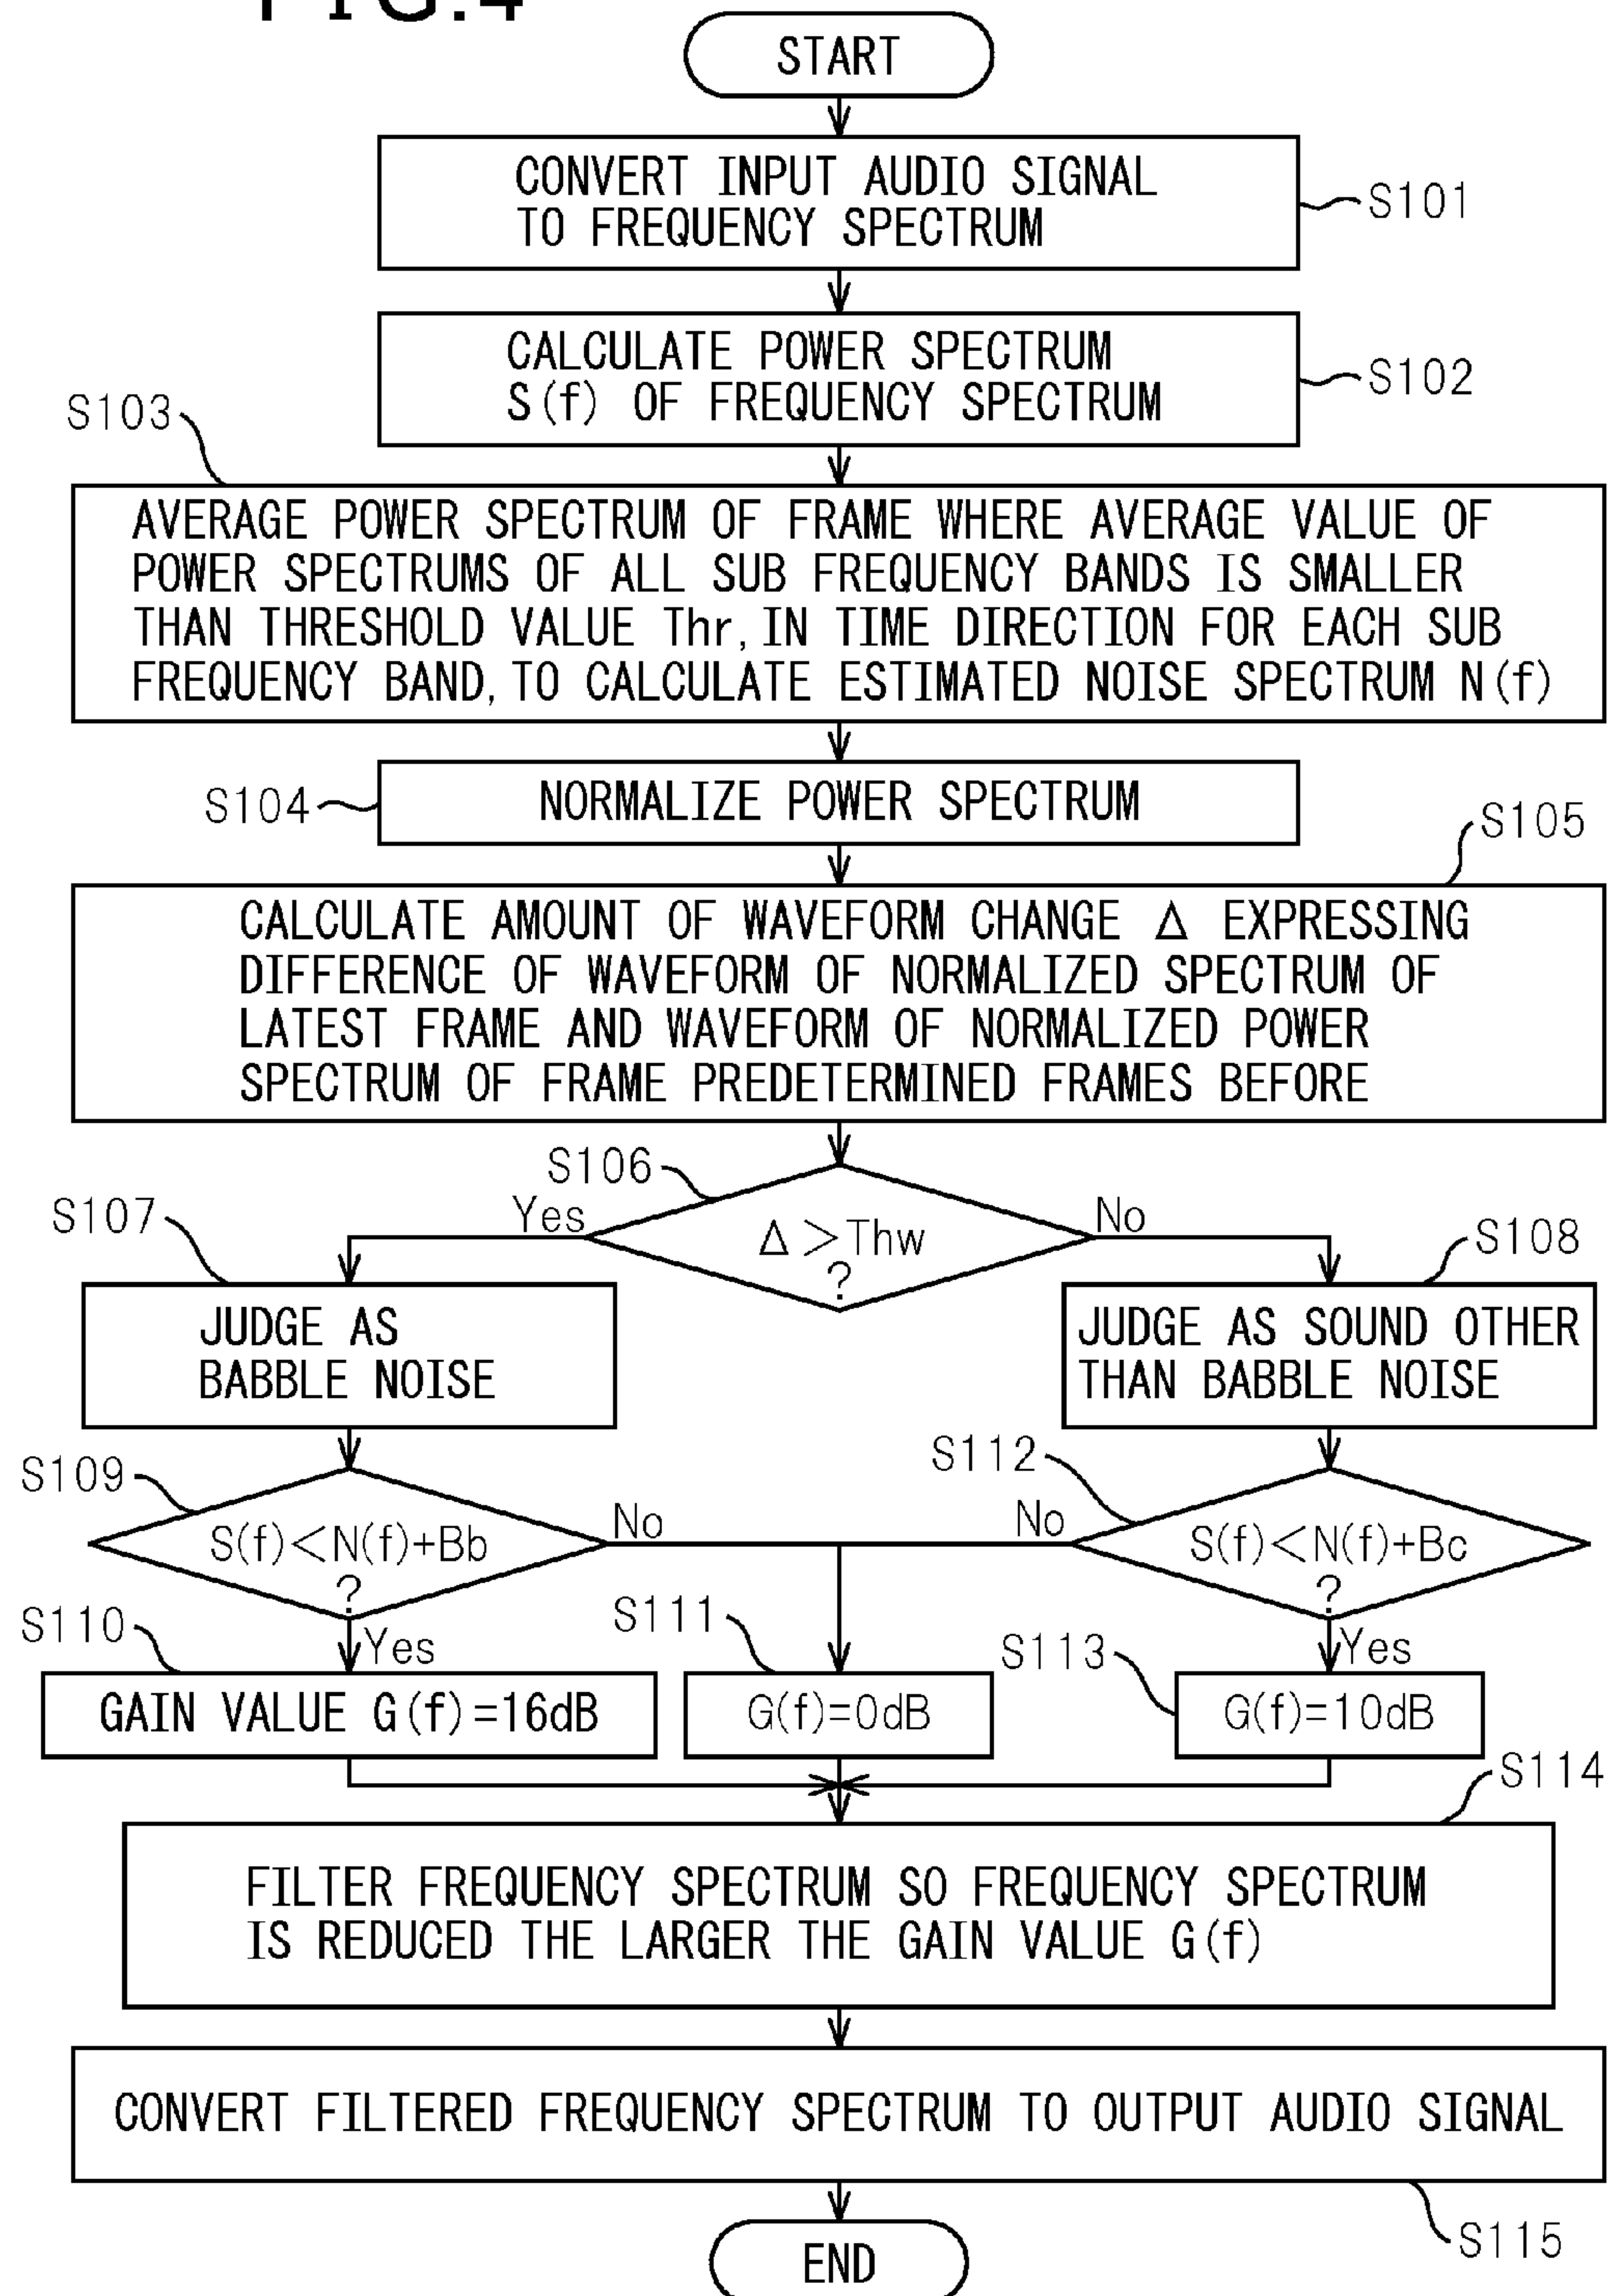 FIG.4
START
CONVERT INPUT AUDIO SIGNAL
TO FREQUENCY SPECTRUM
S101
CALCULATE POWER SPECTRUM
S(f) OF FREQUENCY SPECTRUM
S102
S103
AVERAGE POWER SPECTRUM OF FRAME WHERE AVERAGE VALUE OF
POWER SPECTRUMS OF ALL SUB FREQUENCY BANDS IS SMALLER
THAN THRESHOLD VALUE Thr, IN TIME DIRECTION FOR EACH SUB
FREQUENCY BAND, TO CALCULATE ESTIMATED NOISE SPECTRUM N(f)
S104
NORMALIZE POWER SPECTRUM
S105
CALCULATE AMOUNT OF WAVEFORM CHANGE Δ EXPRESSING
DIFFERENCE OF WAVEFORM OF NORMALIZED SPECTRUM OF
LATEST FRAME AND WAVEFORM OF NORMALIZED POWER
SPECTRUM OF FRAME PREDETERMINED FRAMES BEFORE
S106
Δ>Thw
?
Yes
No
S107
JUDGE AS
BABBLE NOISE
S108
JUDGE AS SOUND OTHER
THAN BABBLE NOISE
S109
S(f)<N(f)+Bb
?
No
Yes
S112
S(f)<N(f)+Bc
?
No
Yes
S110
GAIN VALUE G(f)=16dB
S111
G(f)=0dB
S113
G(f)=10dB
S114
FILTER FREQUENCY SPECTRUM SO FREQUENCY SPECTRUM
IS REDUCED THE LARGER THE GAIN VALUE G(f)
CONVERT FILTERED FREQUENCY SPECTRUM TO OUTPUT AUDIO SIGNAL
S115
END